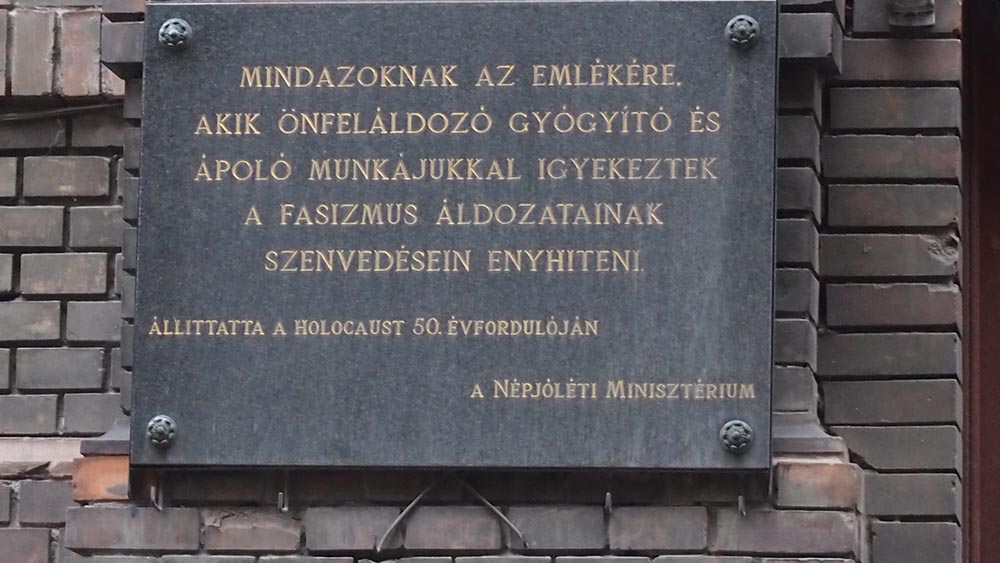 MINDAZOKNAK AZ EMLÉKÉRE.
AKIK ÖNFELÁLDOZÓ GYÓGYÍTÓ ÉS
ÁPOLÓ MUNKÁJUKKAL IGYEKEZTEK
A FASIZMUS ÁLDOZATAINAK
SZENVEDÉSEIN ENYHITENI.
ÁLLITTATTA A HOLOCAUST 50. ÉVFORDULÓJÁN
A NÉPJÓLÉTI MINISZTÉRIUM